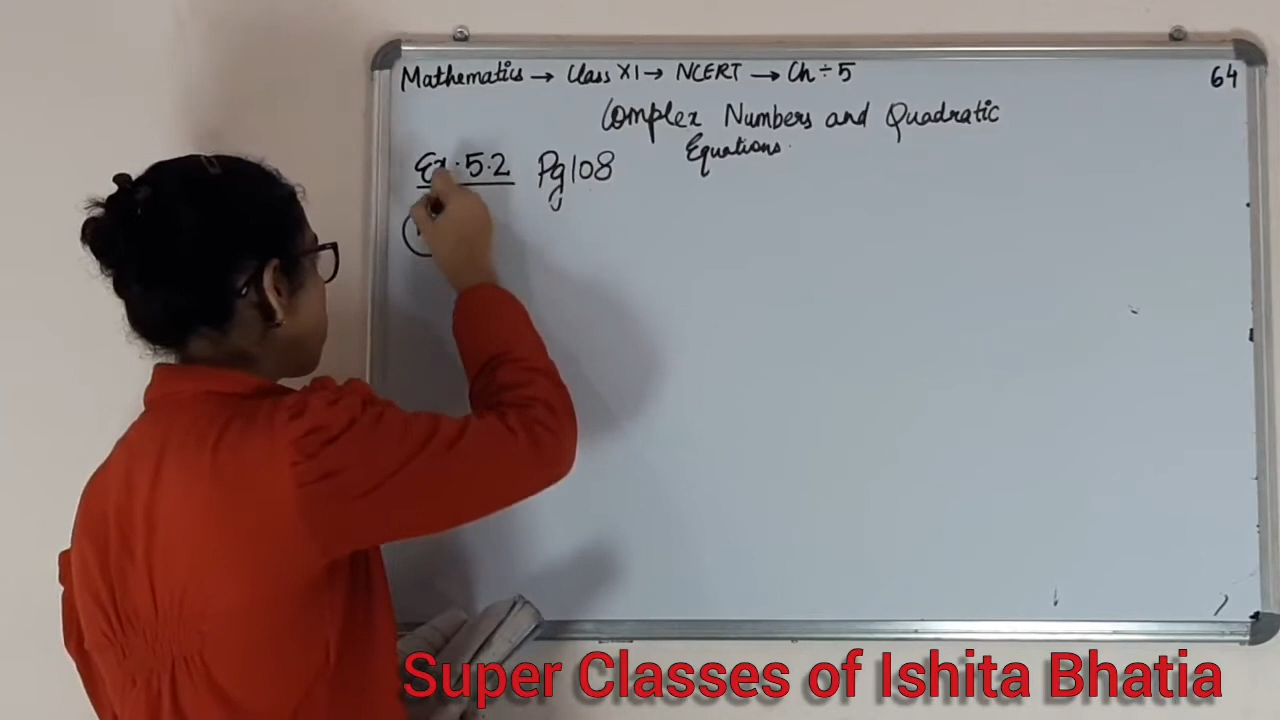 Mathematics → Class XI → NCERT → Ch ÷ 5
64
Complex Numbers and Quadratic
Equations.
Ex. 5.2 Pg 108
Super Classes of Ishita Bhatia